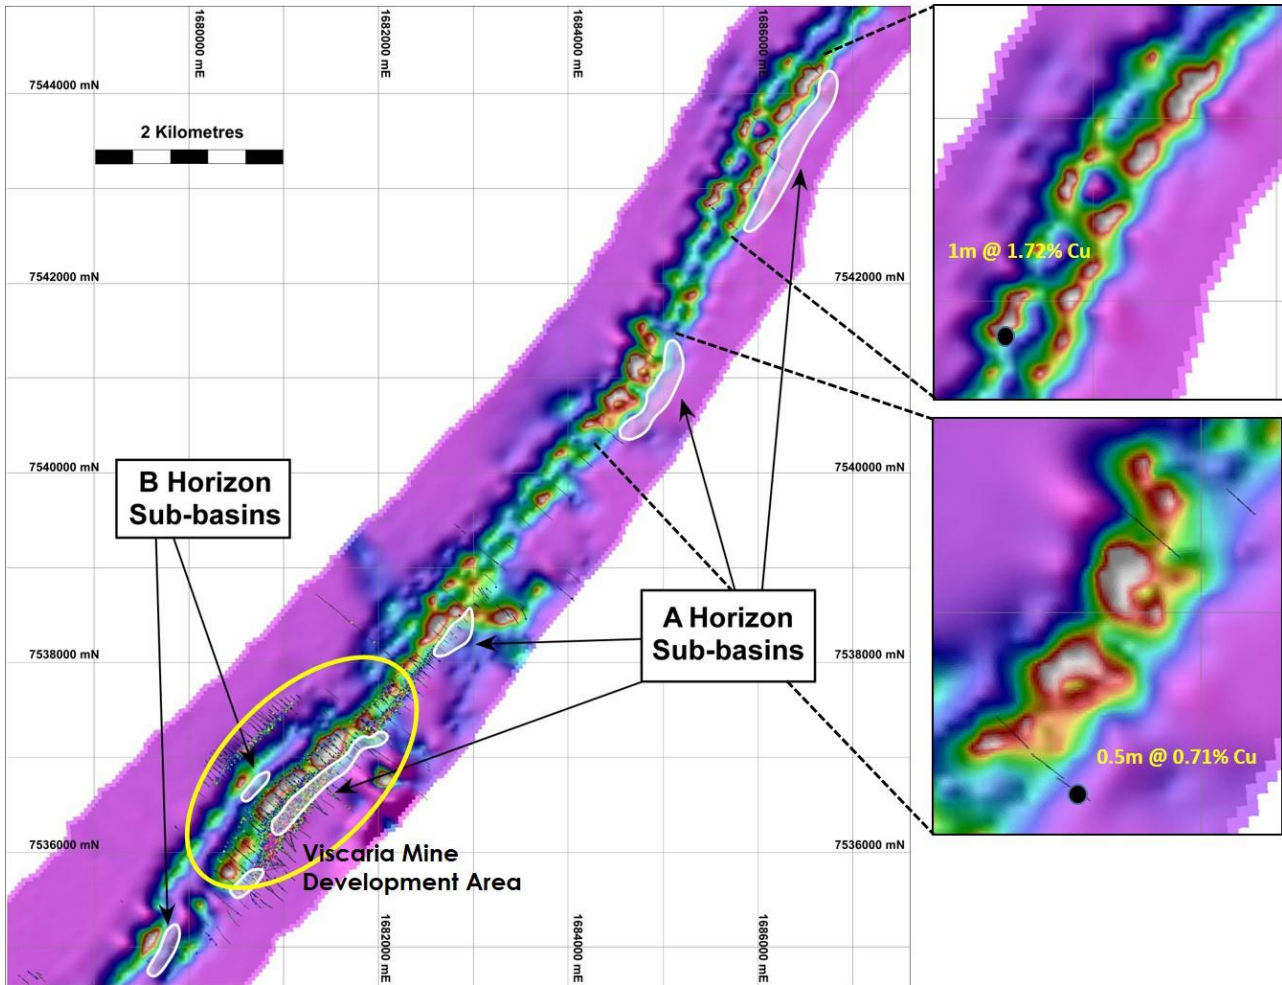 1680000 mE
1682000 mE
1684000 mE
1686000 mE
7544000 mN
7544000 mN
2 Kilometres
1m @ 1.72% Cu
7542000 mN
7542000 mN
7540000 mN
7540000 mN
B Horizon
Sub-basins
A Horizon
Sub-basins
7538000 mN
7538000 mN
0.5m @ 0.71% Cu
7536000 mN
7536000 mN
Viscaria Mine
Development Area
1682000 mE
1684000 mE
1686000 mE